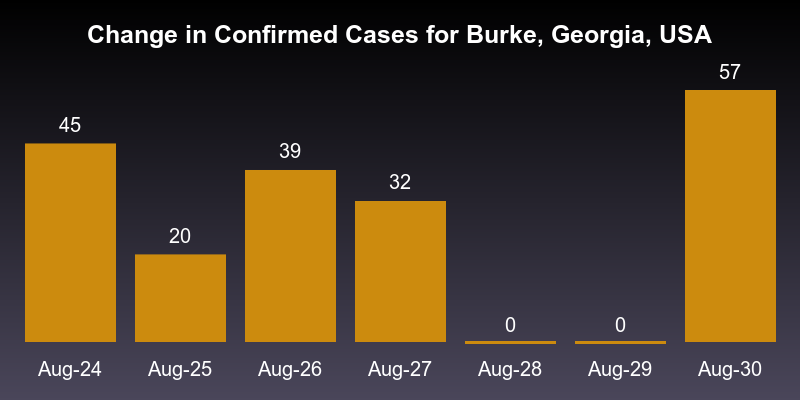 Change in Confirmed Cases for Burke, Georgia, USA
57
45
39
32
20
0
0
Aug-24
Aug-25
Aug-26
Aug-27
Aug-28
Aug-29
Aug-30